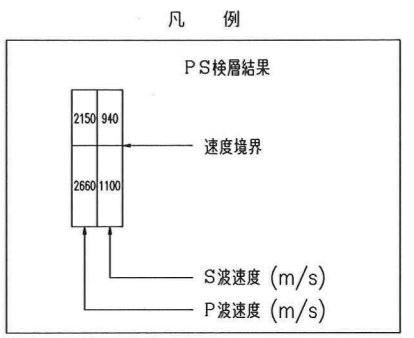 凡 例
PS検層結果
2150 940
速度境界
2660 1100
S波速度 (m/s)
P波速度 (m/s)